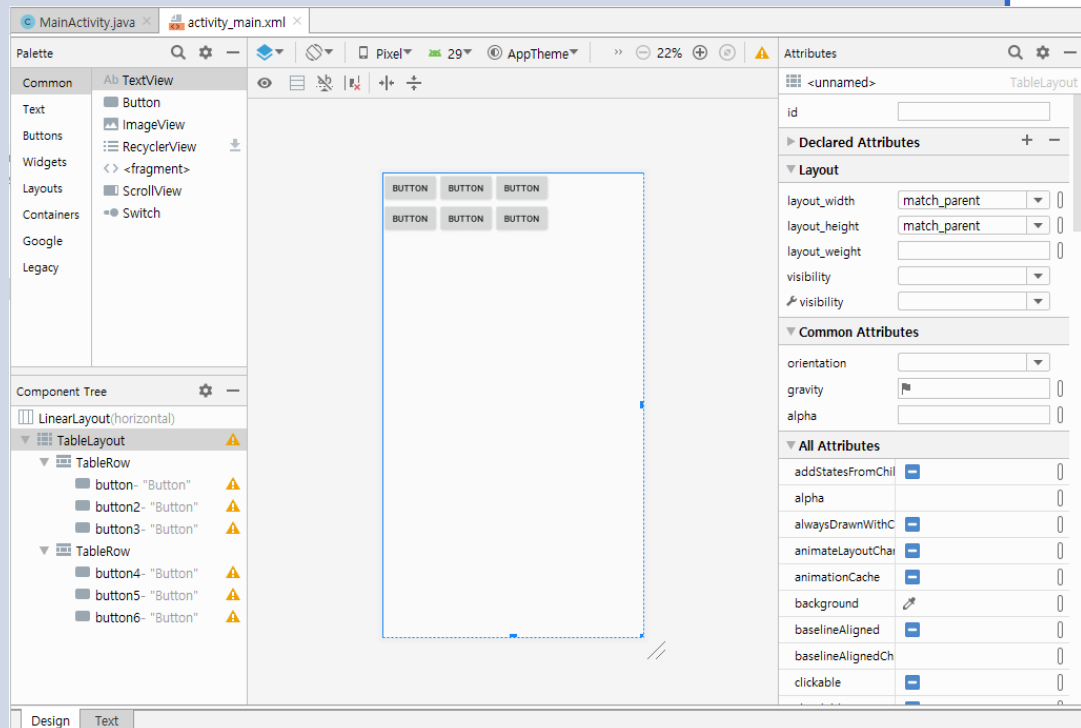 MainActivity.java
activity_main.xml
Palette
Common
Text
Buttons
Widgets
Layouts
Containers
Google
Legacy
Ab TextView
Button
ImageView
RecyclerView
<fragment>
ScrollView
Switch
Pixel
29
AppTheme
22%
BUTTON BUTTON BUTTON
BUTTON BUTTON BUTTON
Component Tree
LinearLayout(horizontal)
TableLayout
TableRow
button- "Button"
button2- "Button"
button3- "Button"
TableRow
button4- "Button"
button5- "Button"
button6- "Button"
Design Text
Attributes
<unnamed> TableLayout
id
Declared Attributes
Layout
layout_width match_parent
layout_height match_parent
layout_weight
visibility
visibility
Common Attributes
orientation
gravity
alpha
All Attributes
addStatesFromChil
alpha
alwaysDrawnWithC
animateLayoutChan
animationCache
background
baselineAligned
baselineAlignedCh
clickable